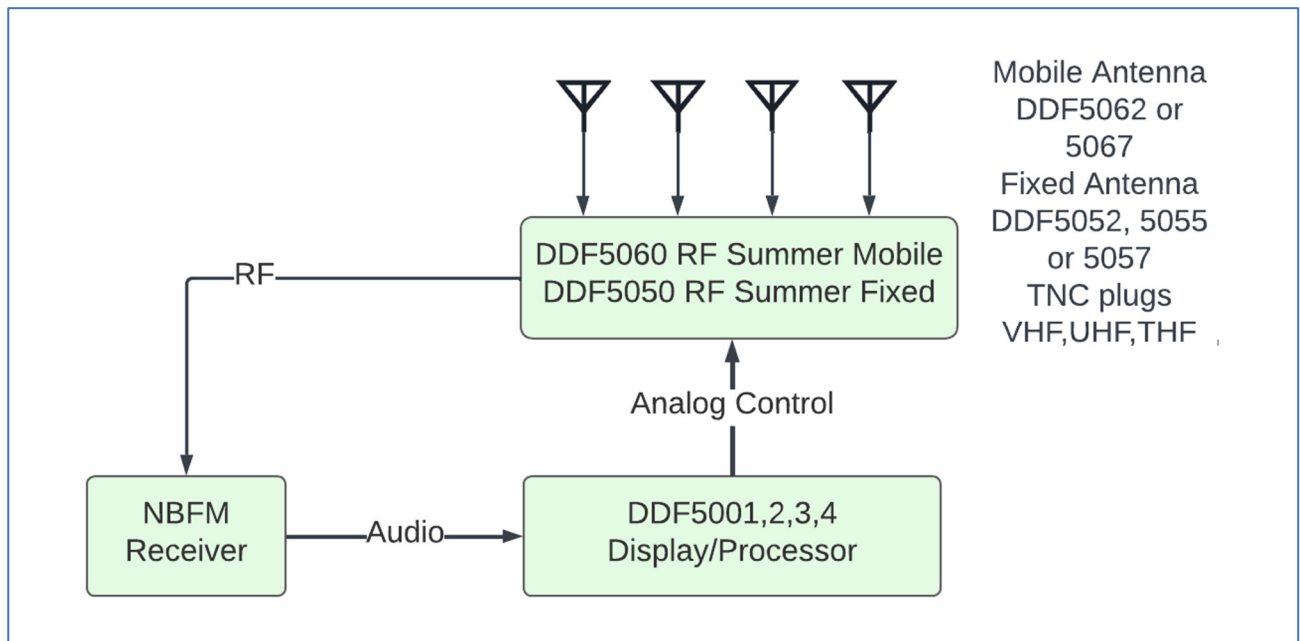 Mobile Antenna
DDF5062 or
5067
Fixed Antenna
DDF5052, 5055
or 5057
TNC plugs
VHF,UHF,THF
DDF5060 RF Summer Mobile
DDF5050 RF Summer Fixed
RF
Analog Control
NBFM
Receiver
Audio
DDF5001,2,3,4
Display/Processor